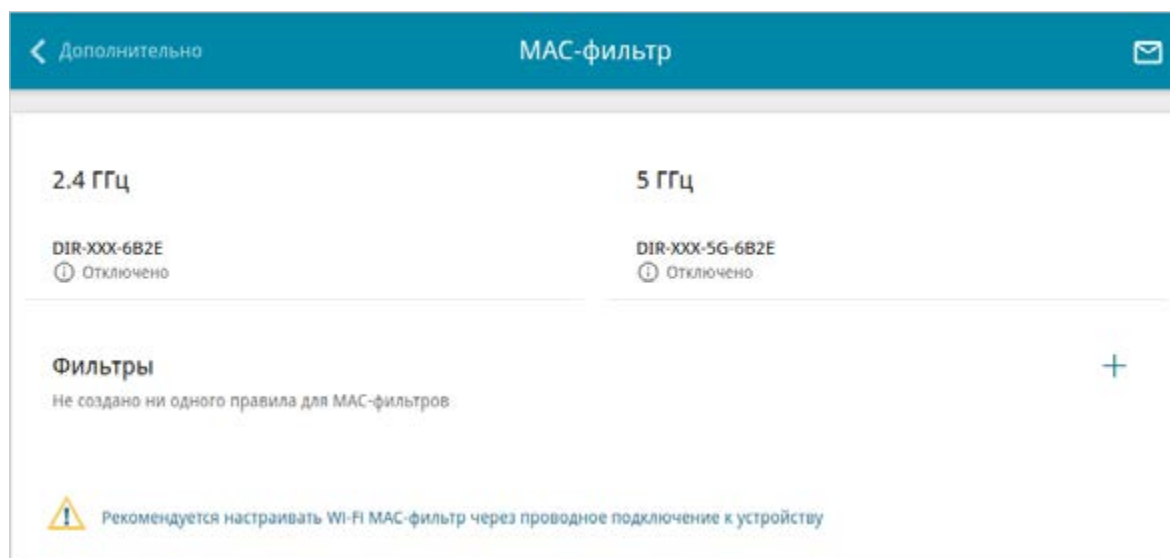 Дополнительно
MAC-фильтр
2.4 ГГц
5 ГГц
DIR-XXX-6B2E
DIR-XXX-5G-6B2E
Отключено
Отключено
Фильтры
Не создано ни одного правила для MAC-фильтров
Рекомендуется настраивать WI-FI MAC-фильтр через проводное подключение к устройству